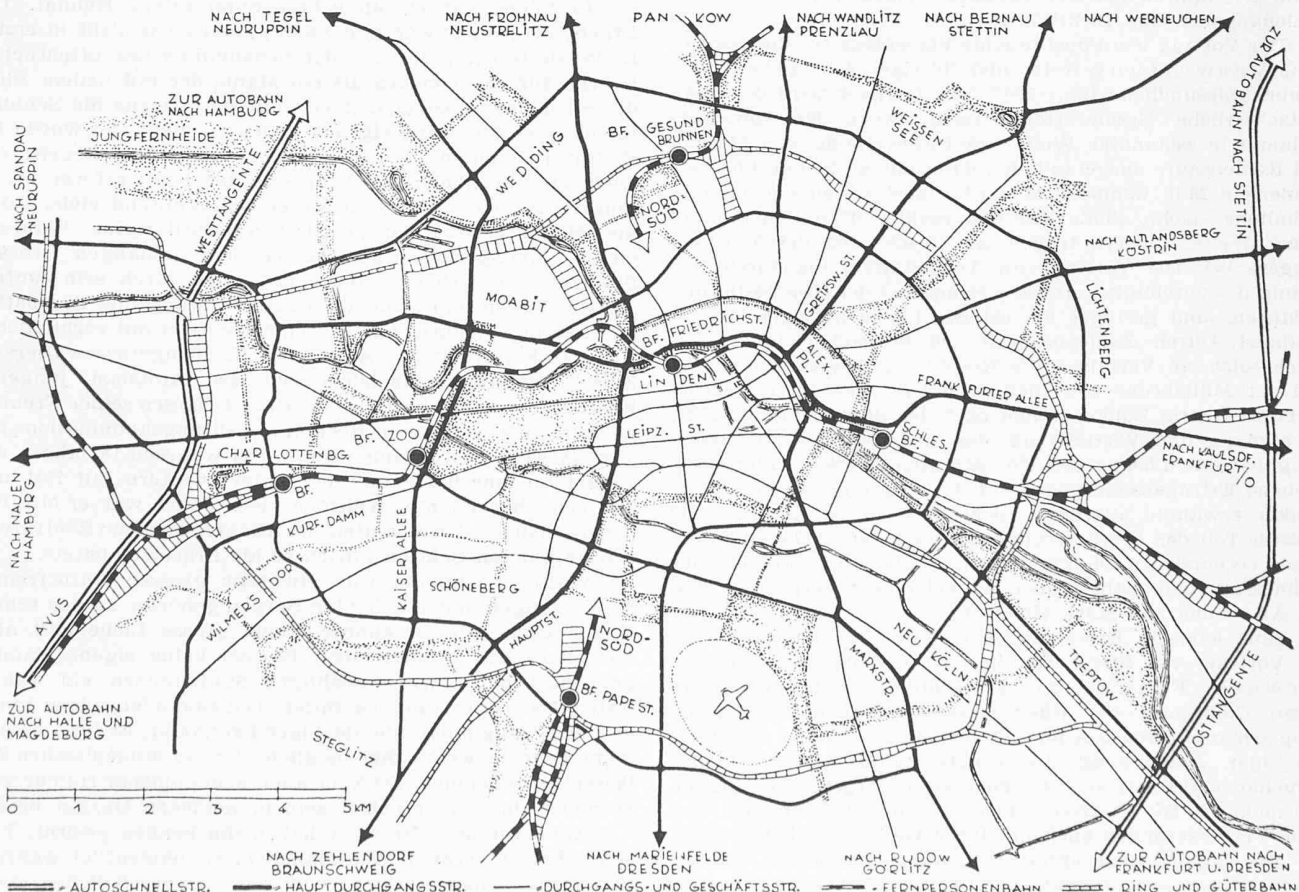 NACH TEGEL
NEURUPPIN
NACH FROHNAU
NEUSTRELITZ
PANKOW
NACH WANDLITZ
PRENZLAU
NACH BERNAU
STETTIN
NACH WERNEUCHEN
ZUR AUTOBAHN NACH STETTIN
ZUR AUTOBAHN
NACH HAMBURG
JUNGFERNHEIDE
NACH SPANDAU
NEURUPPIN
WESTTANGENTE
WEDDING
BF. GESUND
BRUNNEN
WEISSEN
SEE
NORD-
SÜD
NACH ALTLANDSBERG
KÜSTRIN
LICHTENBERG
MOABIT
GREIFSW. ST.
BF. FRIEDRICHST.
ALEX.
PL.
LINDEN
FRANKFURTER ALLEE
LEIPZ. ST.
SCHLES.
BF.
BF. ZOO
CHARLOTTENBG.
BF.
NACH KAULSDF.
FRANKFURT/O
NACH NAUEN
HANNOVER
KURF. DAMM
KAISERALLEE
WILMERSDORF
SCHÖNEBERG
HAUPTST.
AVUS
NORD-
SÜD
BF. PAPEST.
NEUKÖLLN
MARXSTR.
TREPTOW
OSTTANGENTE
ZUR AUTOBAHN
NACH HALLE UND
MAGDEBURG
STEGLITZ
0 1 2 3 4 5 KM
NACH ZEHLENDORF
BRAUNSCHWEIG
NACH MARIENFELDE
DRESDEN
NACH RUDOW
GÖRLITZ
ZUR AUTOBAHN NACH
FRANKFURT U. DRESDEN
- AUTOSCHNELLSTR. - HAUPTDURCHGANGSSTR. - DURCHGANGS- UND GESCHÄFTSSTR. - FERNPERSONENBAHN - RING- UND GÜTERBAHN